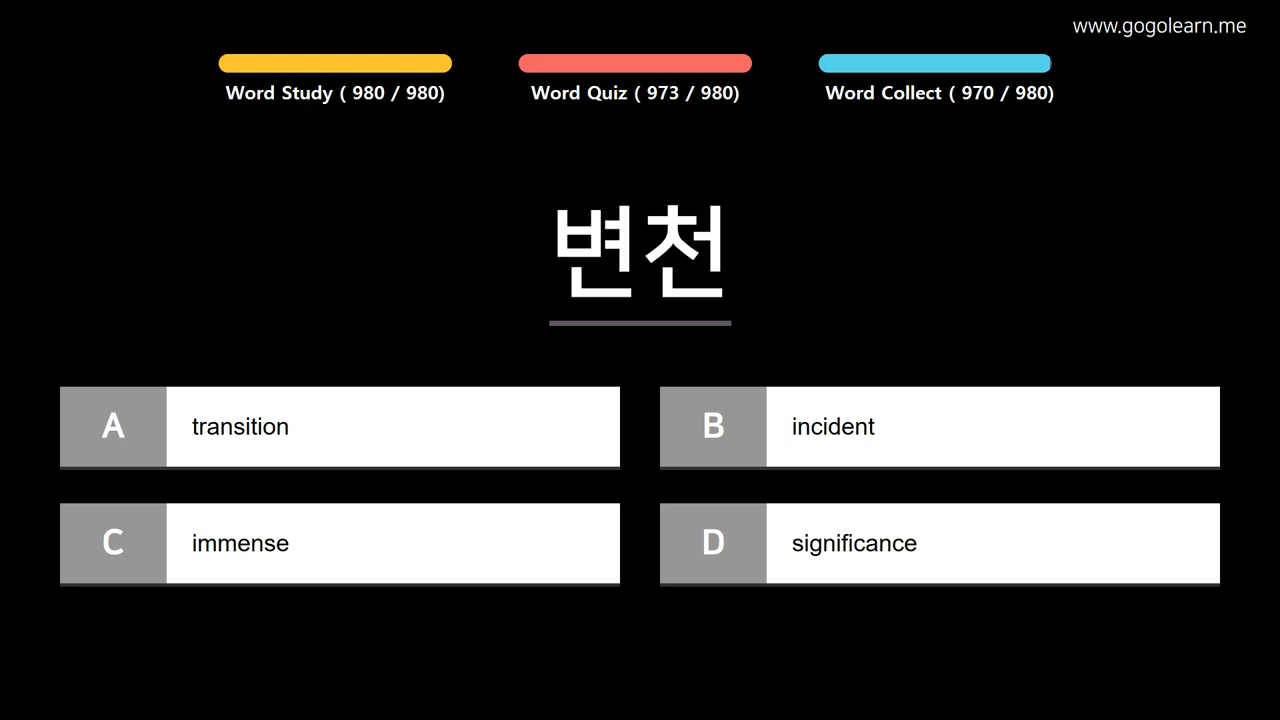 www.gogolearn.me
Word Study ( 980 / 980)
Word Quiz ( 973 / 980)
Word Collect ( 970 / 980)
변천
A transition
B incident
C immense
D significance